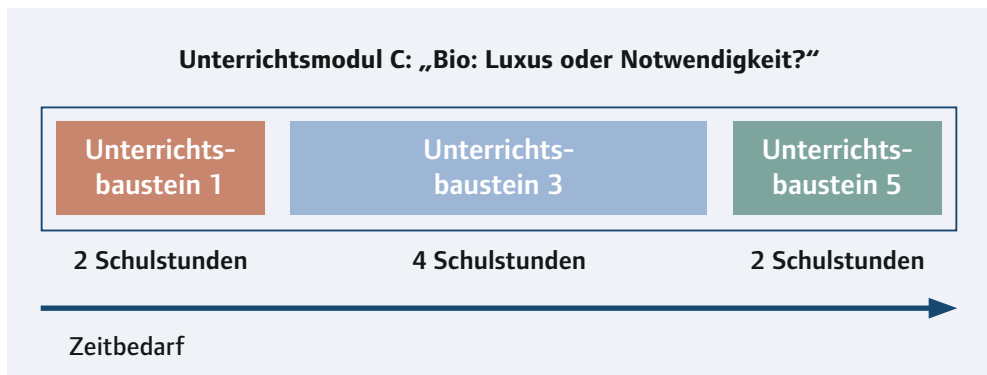 Unterrichtsmodul C: „Bio: Luxus oder Notwendigkeit?“
Unterrichts-
baustein 1
Unterrichts-
baustein 3
Unterrichts-
baustein 5
2 Schulstunden
4 Schulstunden
2 Schulstunden
Zeitbedarf